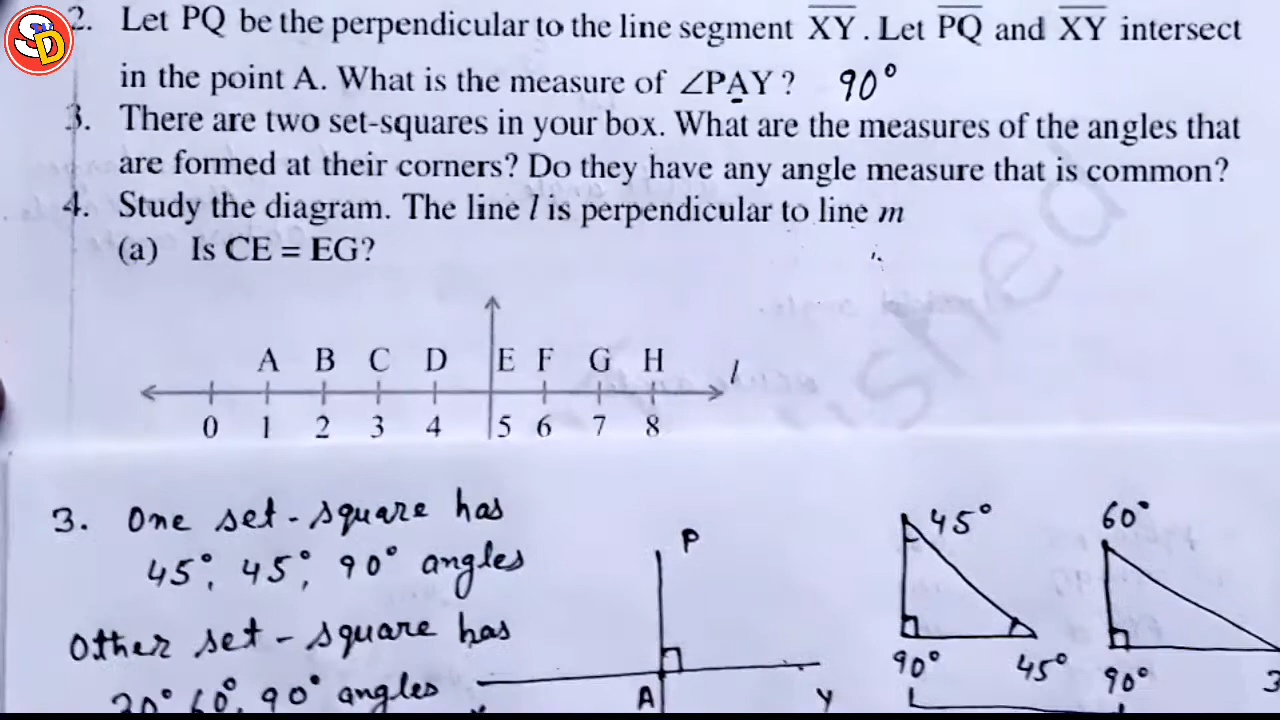 SD
2. Let PQ be the perpendicular to the line segment XY. Let PQ and XY intersect
in the point A. What is the measure of ∠PAY? 90°
3. There are two set-squares in your box. What are the measures of the angles that
are formed at their corners? Do they have any angle measure that is common?
4. Study the diagram. The line l is perpendicular to line m
(a) Is CE = EG?
A B C D E F G H l
0 1 2 3 4 5 6 7 8
3. One set-square has
45°, 45°, 90° angles
Other set-square has
30° 60°, 90° angles
P
A Y
45°
90° 45°
60°
90° 3